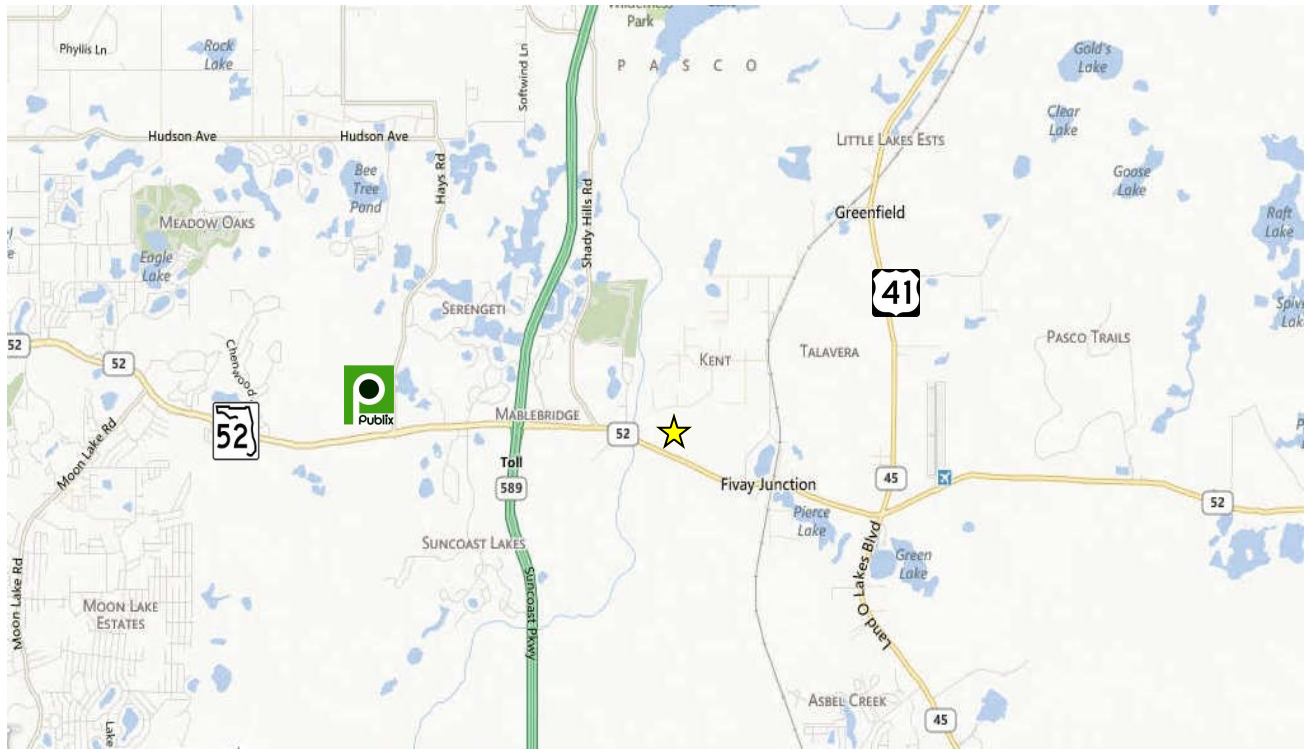 Wilderness
Park
Phyllis Ln
Rock
Lake
Softwind Ln
P A S C O
Gold's
Lake
Hudson Ave
Hudson Ave
Clear
Lake
LITTLE LAKES ESTS
Bee
Tree
Pond
Hays Rd
Goose
Lake
Shady Hills Rd
Greenfield
MEADOW OAKS
Raft
Lake
Eagle
Lake
41
SERENGETI
PASCO TRAILS
52
52
Chenwood
KENT
TALAVERA
Publix
52
MABLEBRIDGE
52
Moon Lake Rd
Toll
589
Fivay Junction
45
52
Pierce
Lake
SUNCOAST LAKES
Land O Lakes Blvd
Green
Lake
Moon Lake Rd
MOON LAKE
ESTATES
Suncoast Pkwy
ASBEL CREEK
45
Lake